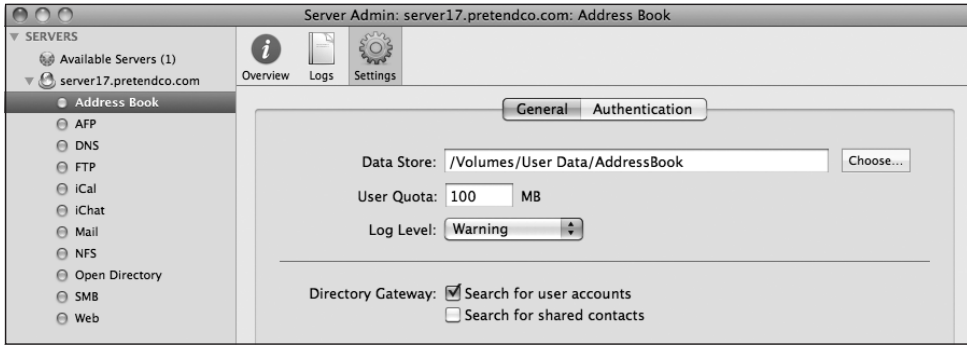 Server Admin: server17.pretendco.com: Address Book
SERVERS
Available Servers (1)
server17.pretendco.com
Address Book
AFP
DNS
FTP
iCal
iChat
Mail
NFS
Open Directory
SMB
Web
Overview
Logs
Settings
General
Authentication
Data Store: /Volumes/User Data/AddressBook Choose...
User Quota: 100 MB
Log Level: Warning
Directory Gateway: Search for user accounts
Search for shared contacts